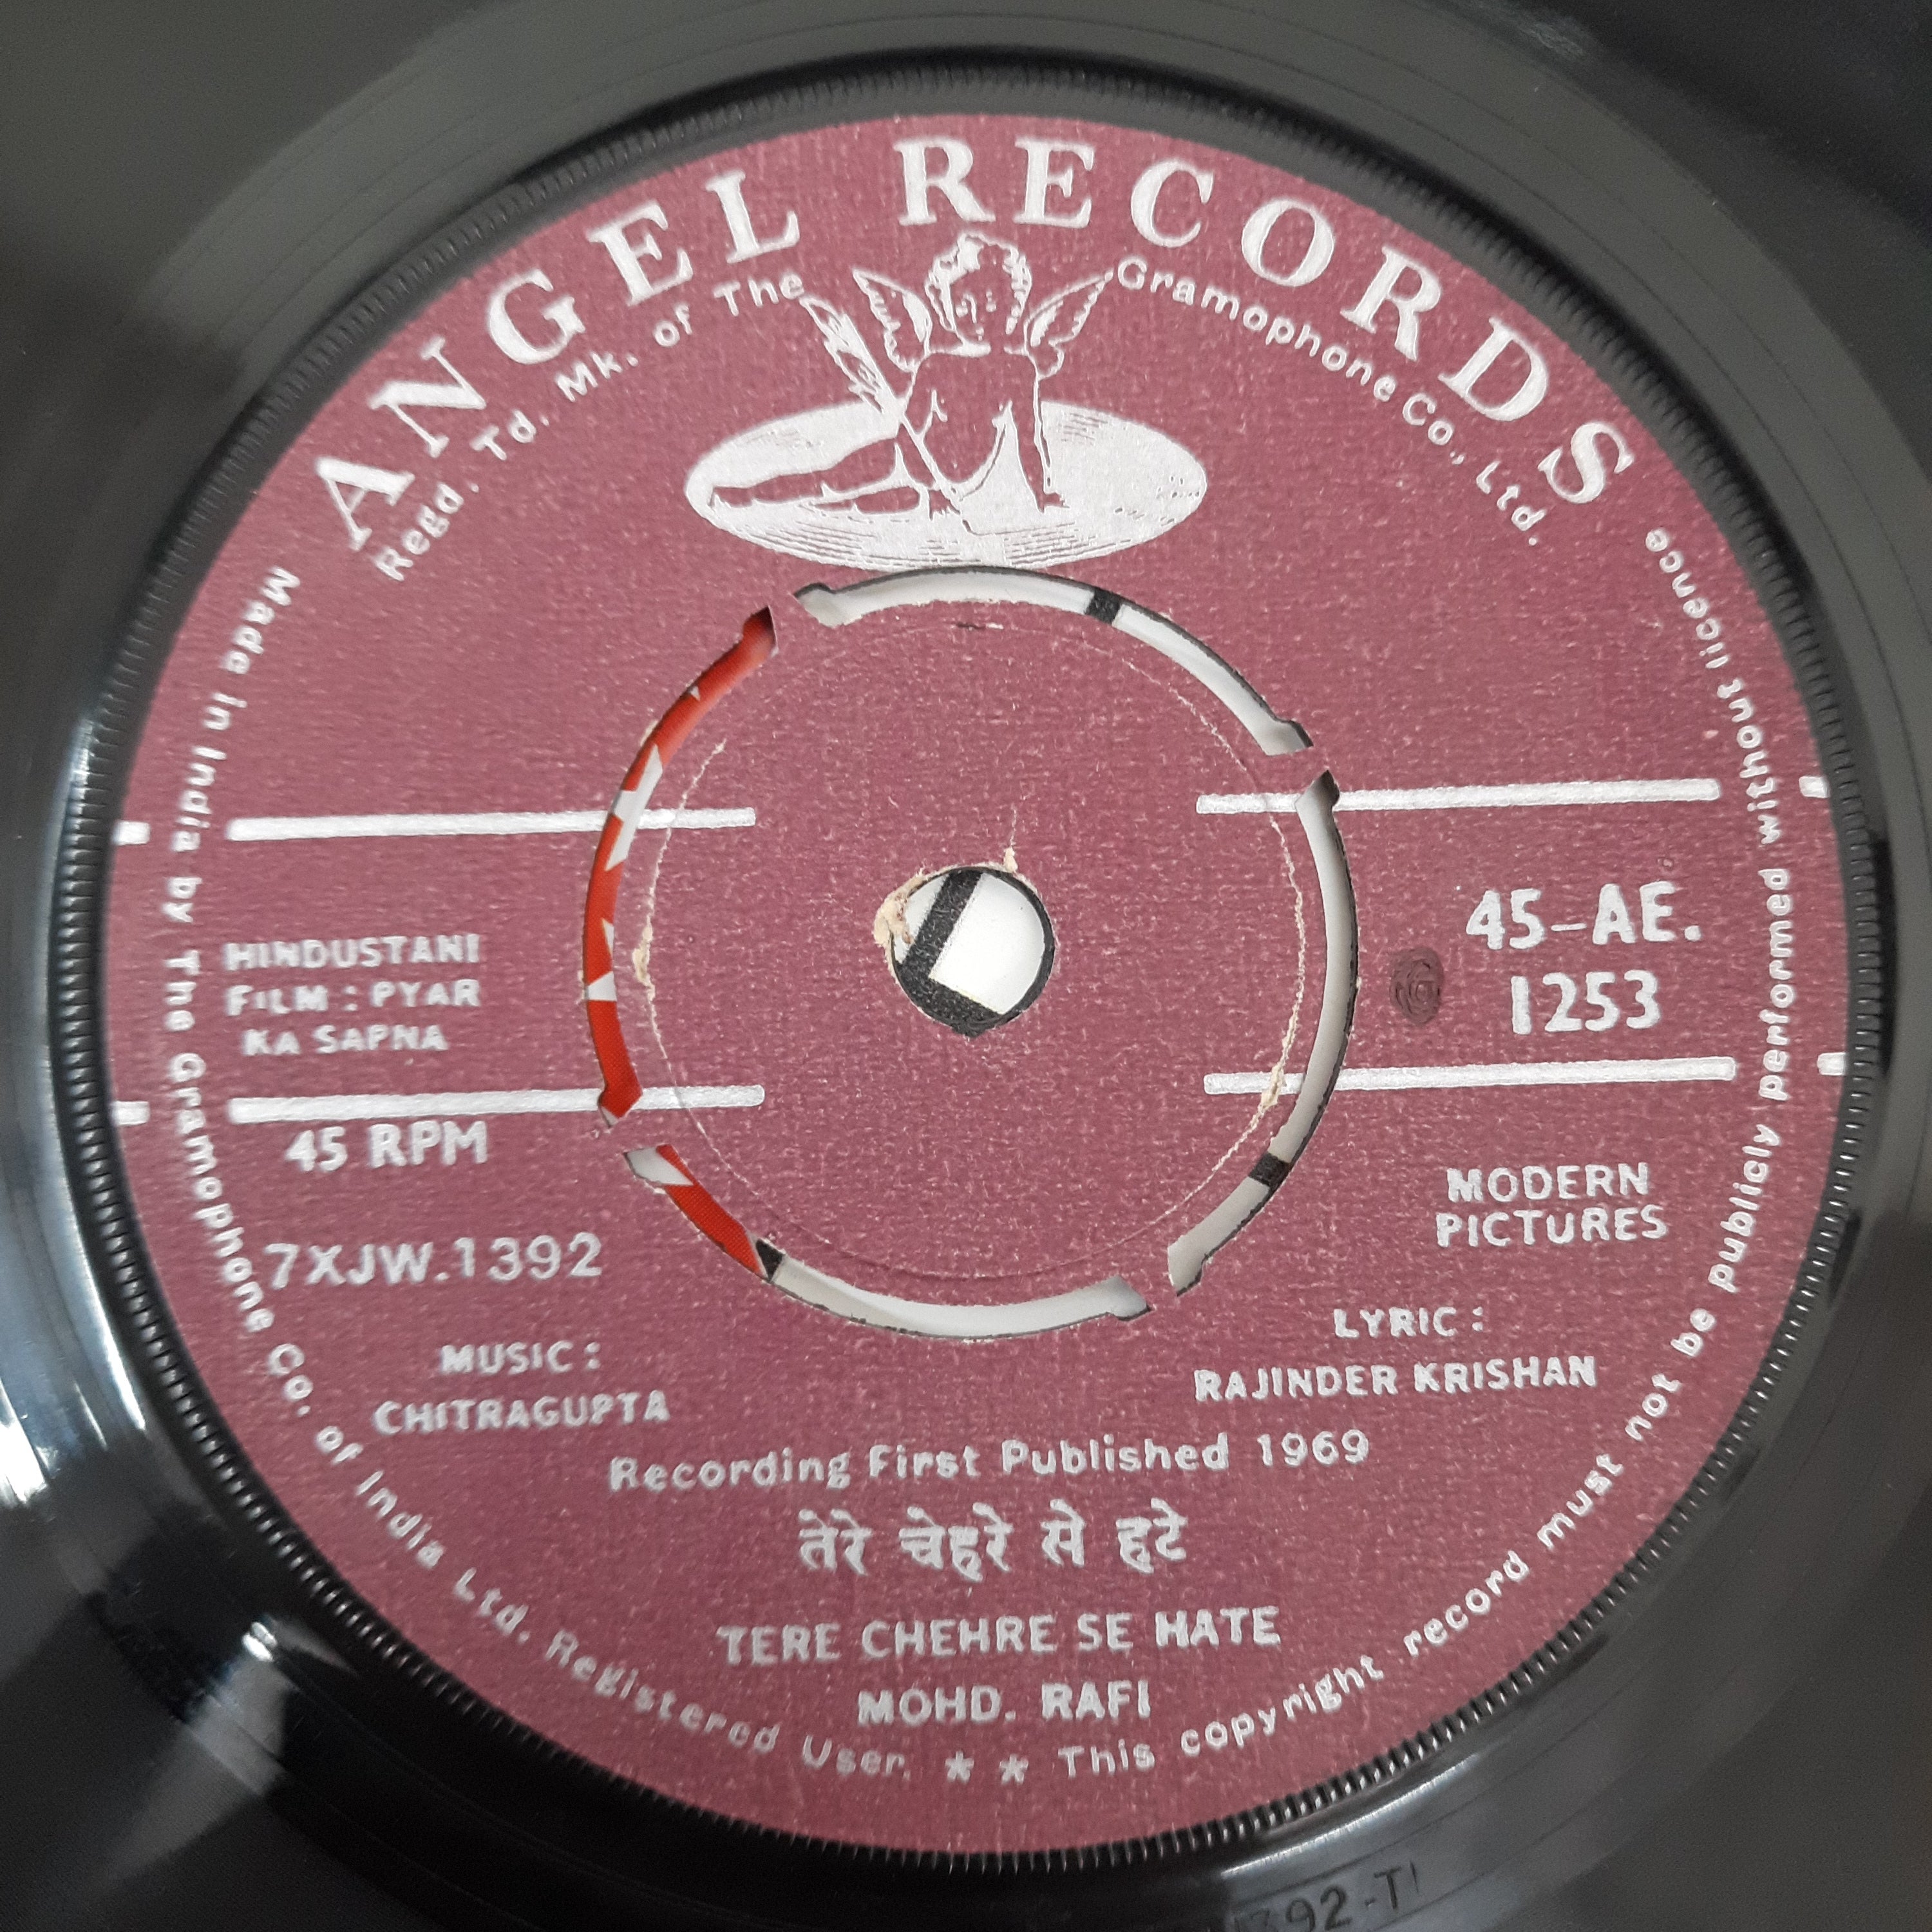 ANGEL RECORDS
Regd. Td. Mk. of The Gramophone Co., Ltd.
HINDUSTANI
FILM : PYAR
KA SAPNA
45-AE.
1253
45 RPM
MODERN
PICTURES
7XJW.1392
LYRIC :
RAJINDER KRISHAN
MUSIC :
CHITRAGUPTA
Recording First Published 1969
तेरे चेहरे से हटे
TERE CHEHRE SE HATE
MOHD. RAFI
Made in India by The Gramophone Co. of India Ltd. Registered User. ** This copyright record must not be publicly performed without licence
392-T1